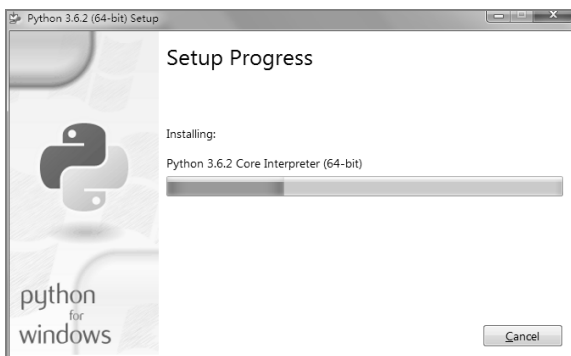 Python 3.6.2 (64-bit) Setup
Setup Progress
Installing:
Python 3.6.2 Core Interpreter (64-bit)
python
for
windows
Cancel